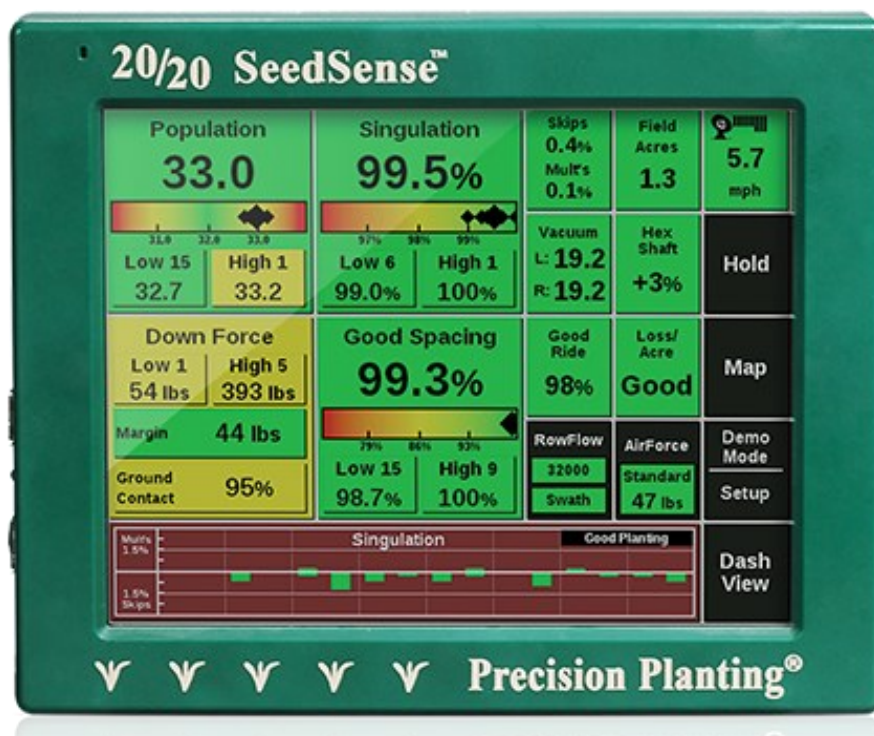 20/20 SeedSense™
Population
33.0
31.0 32.0 33.0
Low 15
32.7
High 1
33.2
Singulation
99.5%
97% 98% 99%
Low 6
99.0%
High 1
100%
Skips
0.4%
Mult's
0.1%
Field
Acres
1.3
5.7
mph
Vacuum
L: 19.2
R: 19.2
Hex
Shaft
+3%
Hold
Down Force
Low 1
54 lbs
High 5
393 lbs
Margin 44 lbs
Ground
Contact
95%
Good Spacing
99.3%
79% 86% 93%
Low 15
98.7%
High 9
100%
Good
Ride
98%
Loss/
Acre
Good
Map
RowFlow
32000
Swath
AirForce
Standard
47 lbs
Demo
Mode
Setup
Singulation
Good Planting
Mult's
1.5%
1.5%
Skips
Dash
View
Precision Planting®